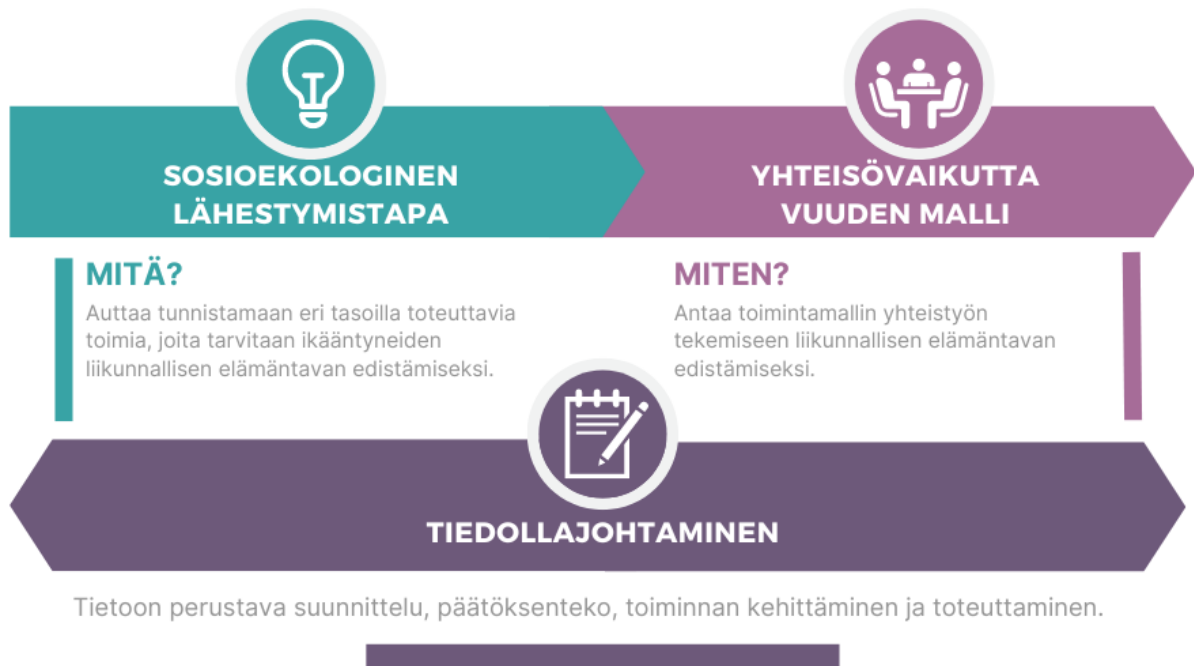 SOSIOEKOLOGINEN
LÄHESTYMISTAPA
YHTEISÖVAIKUTTA
VUUDEN MALLI
MITÄ?
Auttaa tunnistamaan eri tasoilla toteuttavia
toimia, joita tarvitaan ikääntyneiden
liikunnallisen elämäntavan edistämiseksi.
MITEN?
Antaa toimintamallin yhteistyön
tekemiseen liikunnallisen elämäntavan
edistämiseksi.
TIEDOLLAJOHTAMINEN
Tietoon perustava suunnittelu, päätöksenteko, toiminnan kehittäminen ja toteuttaminen.